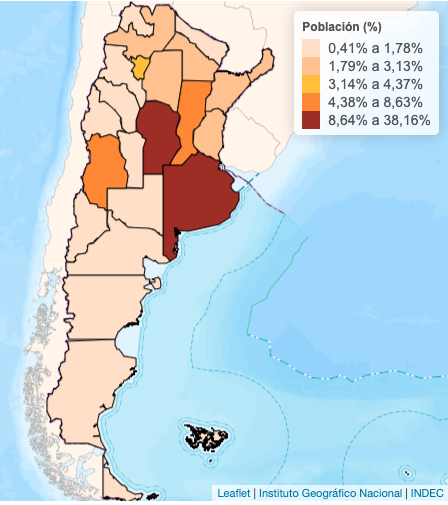 Población (%)
0,41% a 1,78%
1,79% a 3,13%
3,14% a 4,37%
4,38% a 8,63%
8,64% a 38,16%
Leaflet | Instituto Geográfico Nacional | INDEC